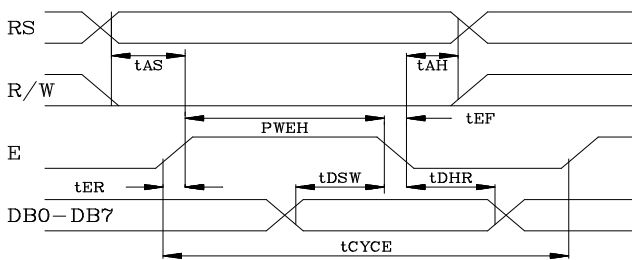 RS
tAS
tAH
R/W
tEF
PWEH
E
tER
tDSW
tDHR
DB0-DB7
tCYCE